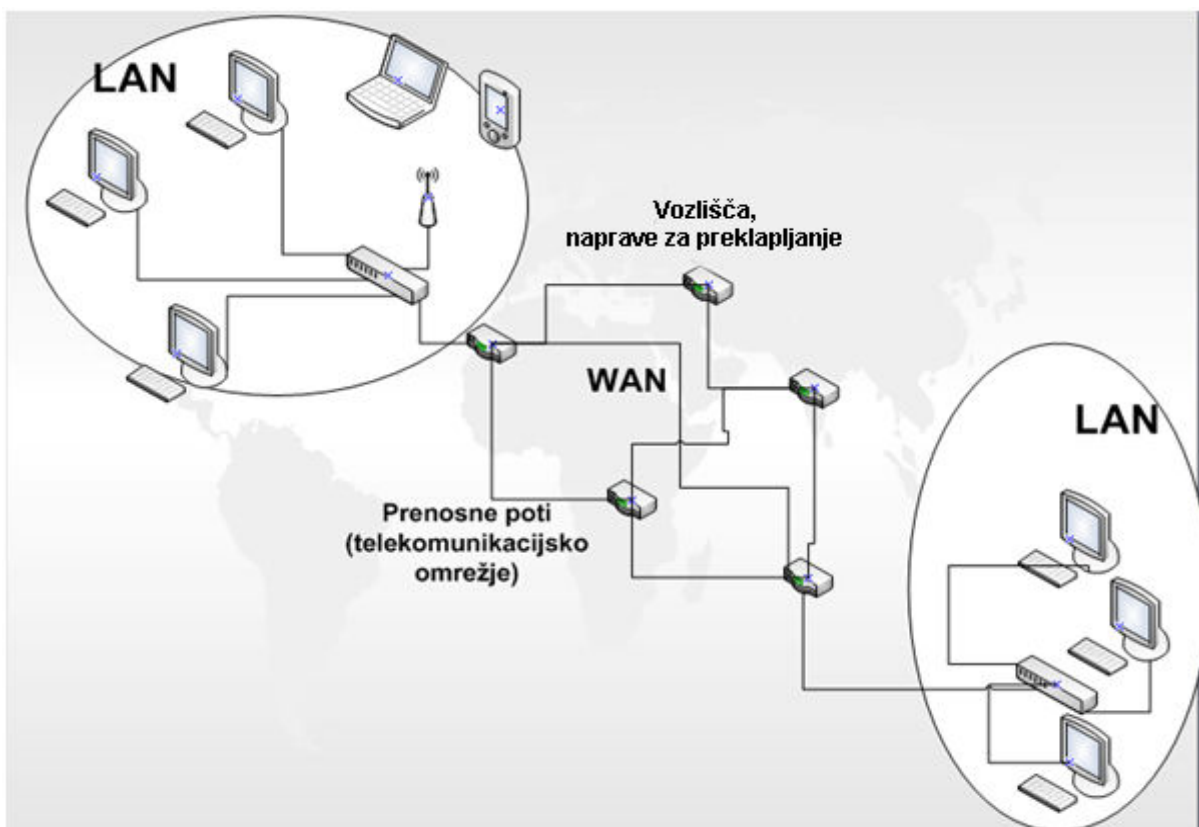 LAN
Vozlišča,
naprave za preklapljanje
WAN
LAN
Prenosne poti
(telekomunikacijsko
omrežje)